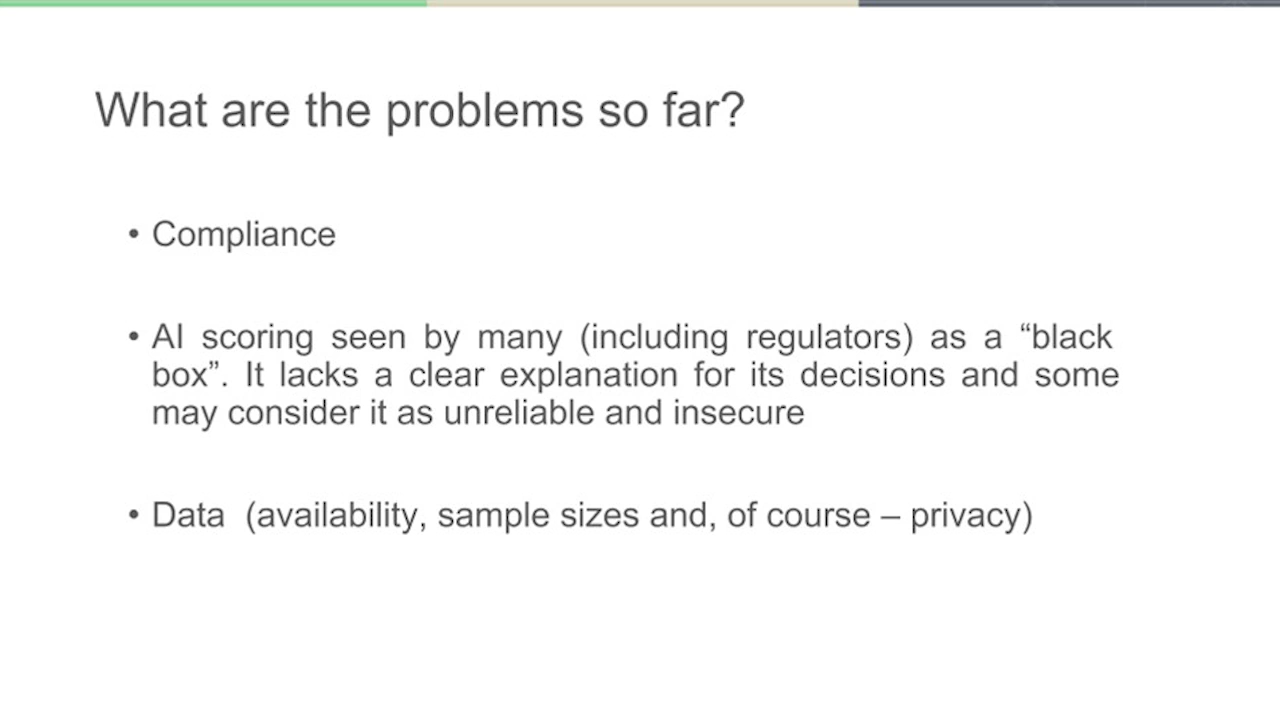 What are the problems so far?
• Compliance
• AI scoring seen by many (including regulators) as a “black
box”. It lacks a clear explanation for its decisions and some
may consider it as unreliable and insecure
• Data (availability, sample sizes and, of course – privacy)